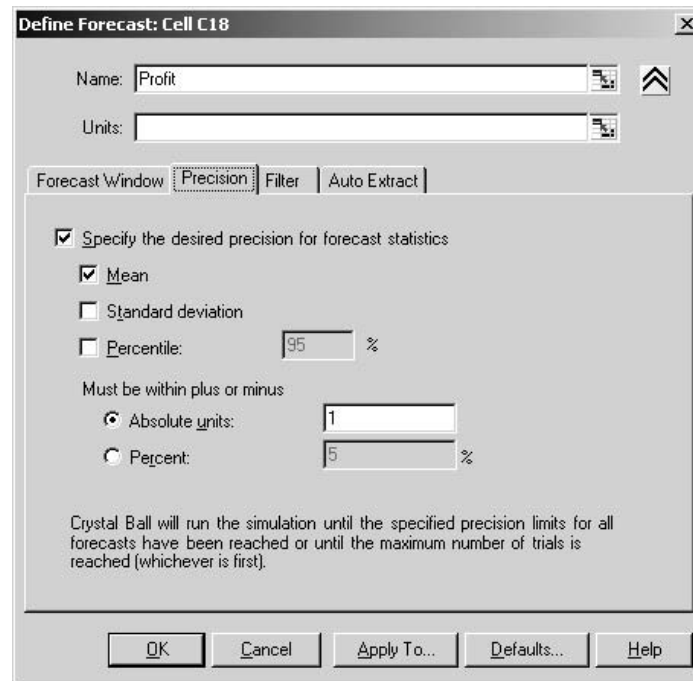 Define Forecast: Cell C18
Name: Profit
Units:
Forecast Window Precision Filter Auto Extract
Specify the desired precision for forecast statistics
Mean
Standard deviation
Percentile: 95 %
Must be within plus or minus
Absolute units: 1
Percent: 5 %
Crystal Ball will run the simulation until the specified precision limits for all
forecasts have been reached or until the maximum number of trials is
reached (whichever is first).
OK Cancel Apply To... Defaults... Help